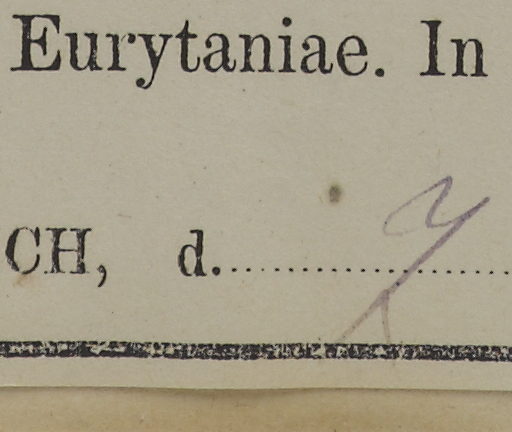 Eurytaniae. In
CH, d.